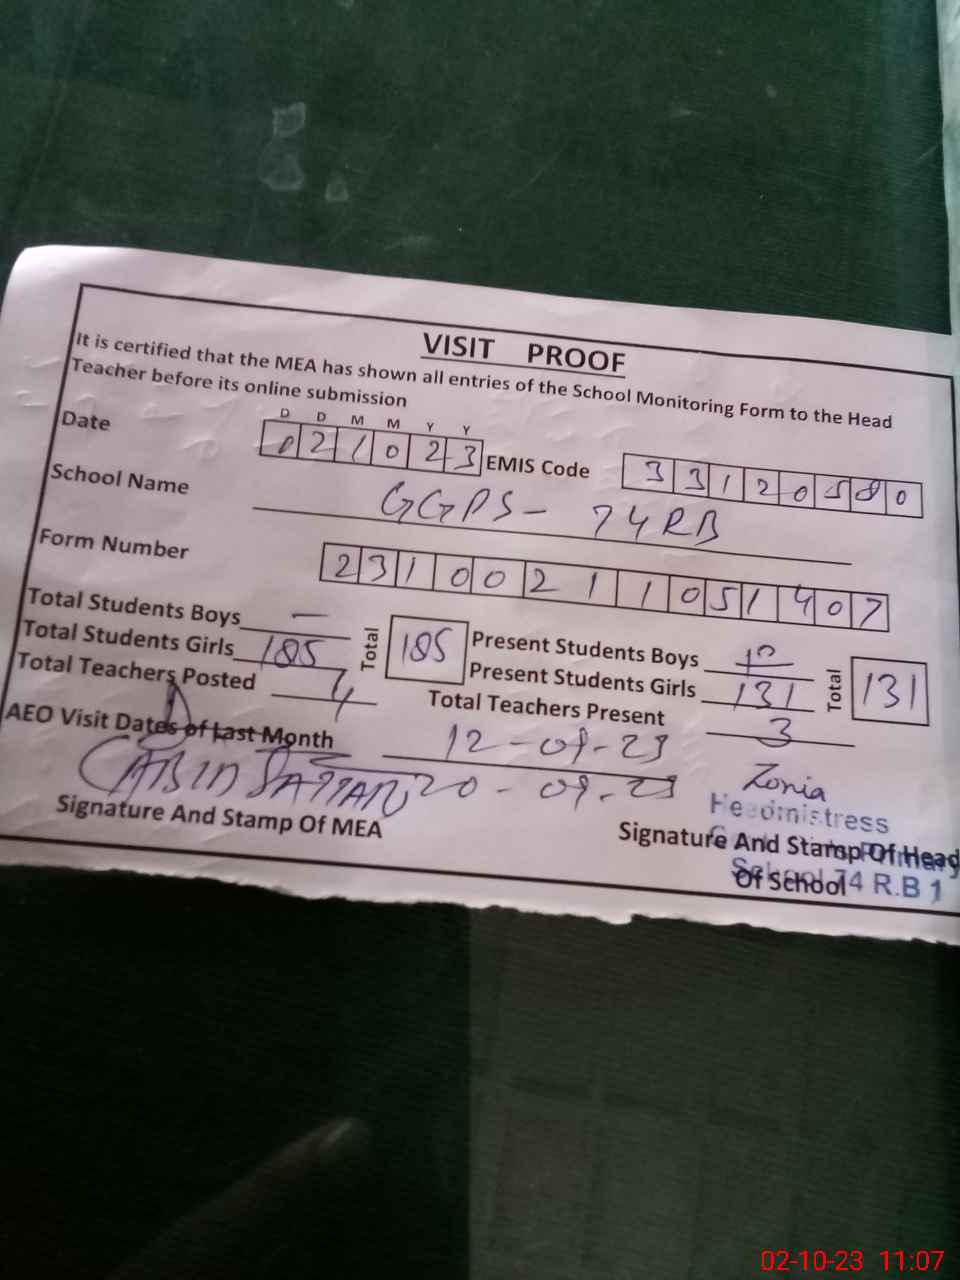 VISIT PROOF
It is certified that the MEA has shown all entries of the School Monitoring Form to the Head
Teacher before its online submission
D D M M Y Y
Date 0 2 1 0 2 3 EMIS Code 3 3 1 2 0 5 8 0
School Name GGPS - 74RB
Form Number 2 3 1 0 0 2 1 1 0 5 1 4 0 7
Total Students Boys — Total 185 Present Students Boys Total 131
Total Students Girls 185 Present Students Girls 131
Total Teachers Posted 4 Total Teachers Present 3
AEO Visit Dates of Last Month 12-09-23
20-09-23
Zonia
Signature And Stamp Of MEA
Headmistress
Signature And Stamp Of Head
Of School
School 74 R.B 1
02-10-23 11:07